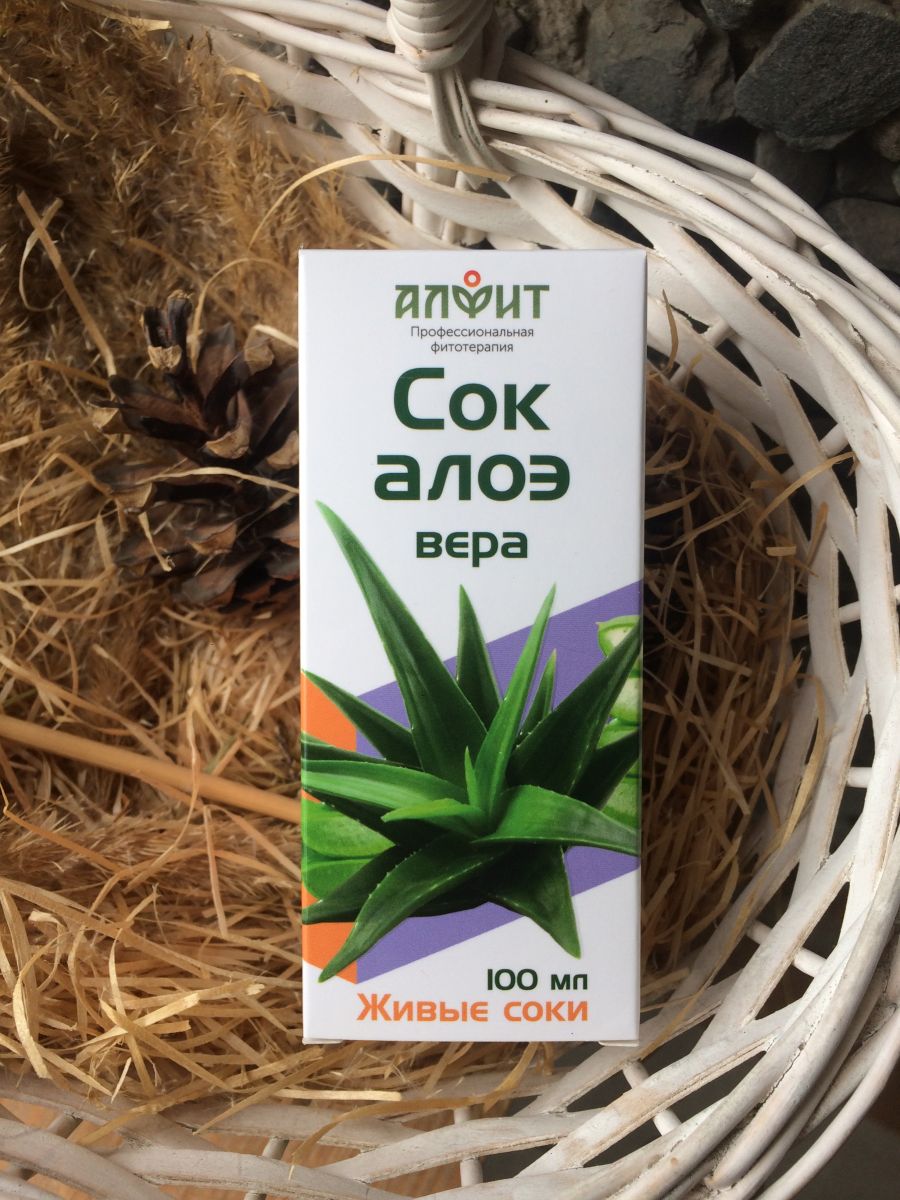 АЛФИТ
Профессиональная
фитотерапия
Сок
алоэ
вера
100 мл
Живые соки